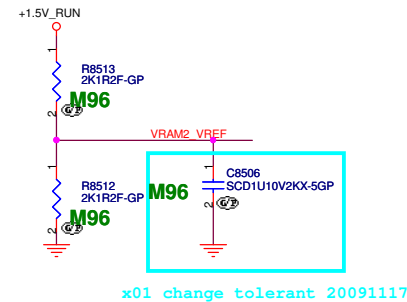 +1.5V_RUN
1
R8513
2K1R2F-GP
M96
2
G/P
VRAM2_VREF
1
R8512
2K1R2F-GP
M96
2
G/P
1
C8506
SCD1U10V2KX-5GP
M96
2
G/P
x01 change tolerant 20091117